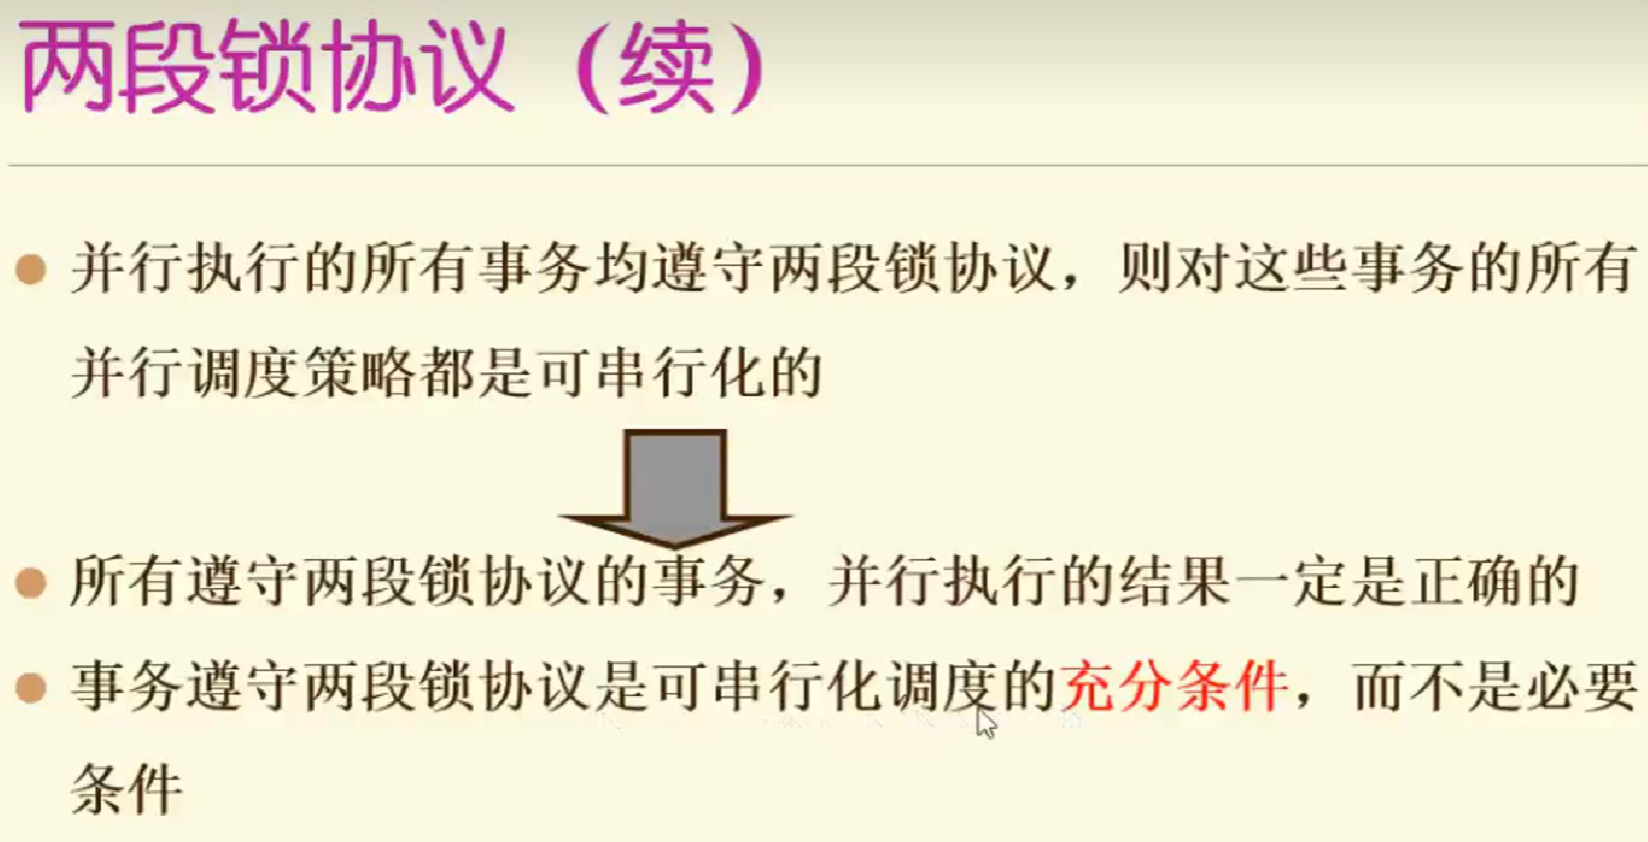 两段锁协议（续）
并行执行的所有事务均遵守两段锁协议，则对这些事务的所有
并行调度策略都是可串行化的
所有遵守两段锁协议的事务，并行执行的结果一定是正确的
事务遵守两段锁协议是可串行化调度的充分条件，而不是必要
条件